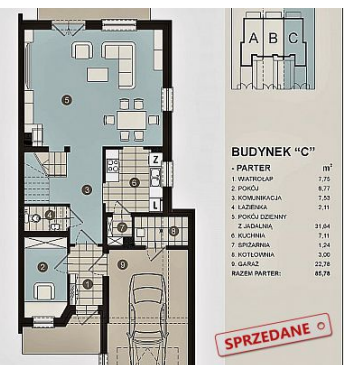 A B C
BUDYNEK “C”
- PARTER m²
1. WIATROŁAP 7,75
2. POKÓJ 8,77
3. KOMUNIKACJA 7,53
4. ŁAZIENKA 2,11
5. POKÓJ DZIENNY
Z JADALNIĄ 31,64
6. KUCHNIA 7,11
7. SPIŻARNIA 1,24
8. KOTŁOWNIA 3,00
9. GARAŻ 22,78
RAZEM PARTER: 85,78
SPRZEDANE
5
Z
6
3
L
4
7
8
2
1
9